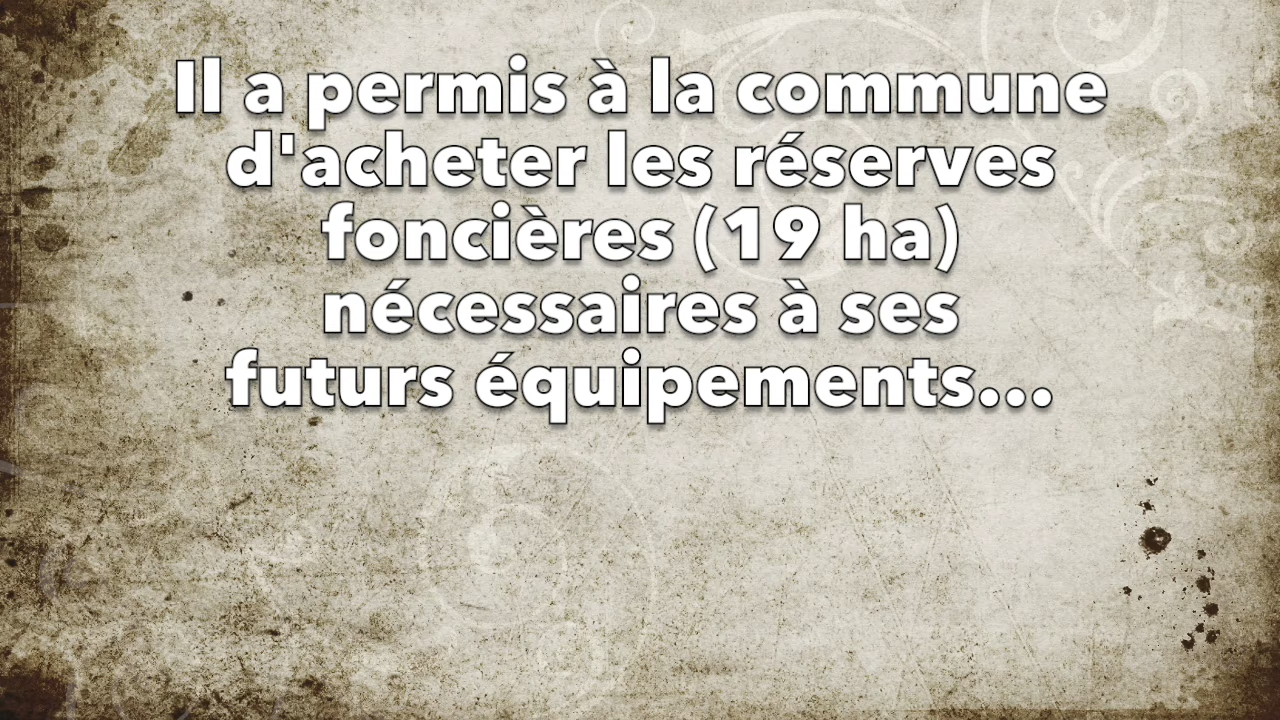 Il a permis à la commune
d'acheter les réserves
foncières (19 ha)
nécessaires à ses
futurs équipements...